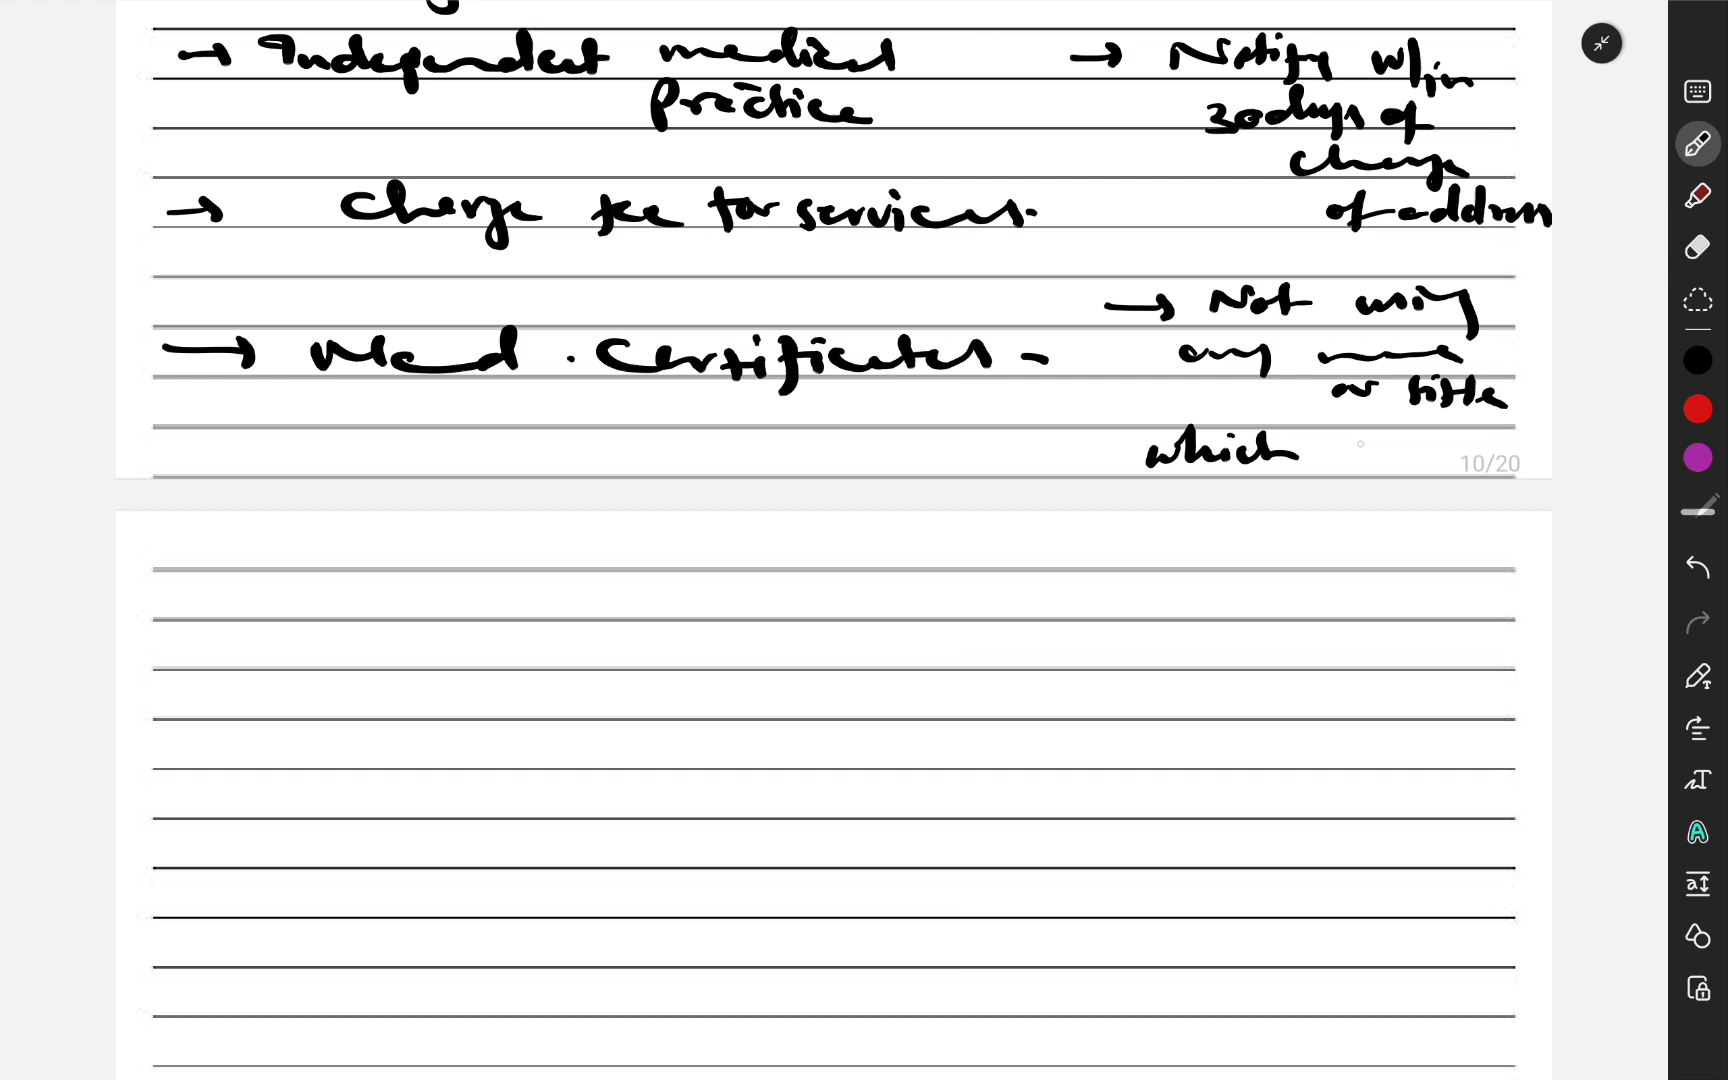 → Independent medical
practice
→ Charge fee for services.
→ Med. Certificates -
→ Notify w/in
30 days of
change
of address
→ Not using
any name
or title
which
10/20